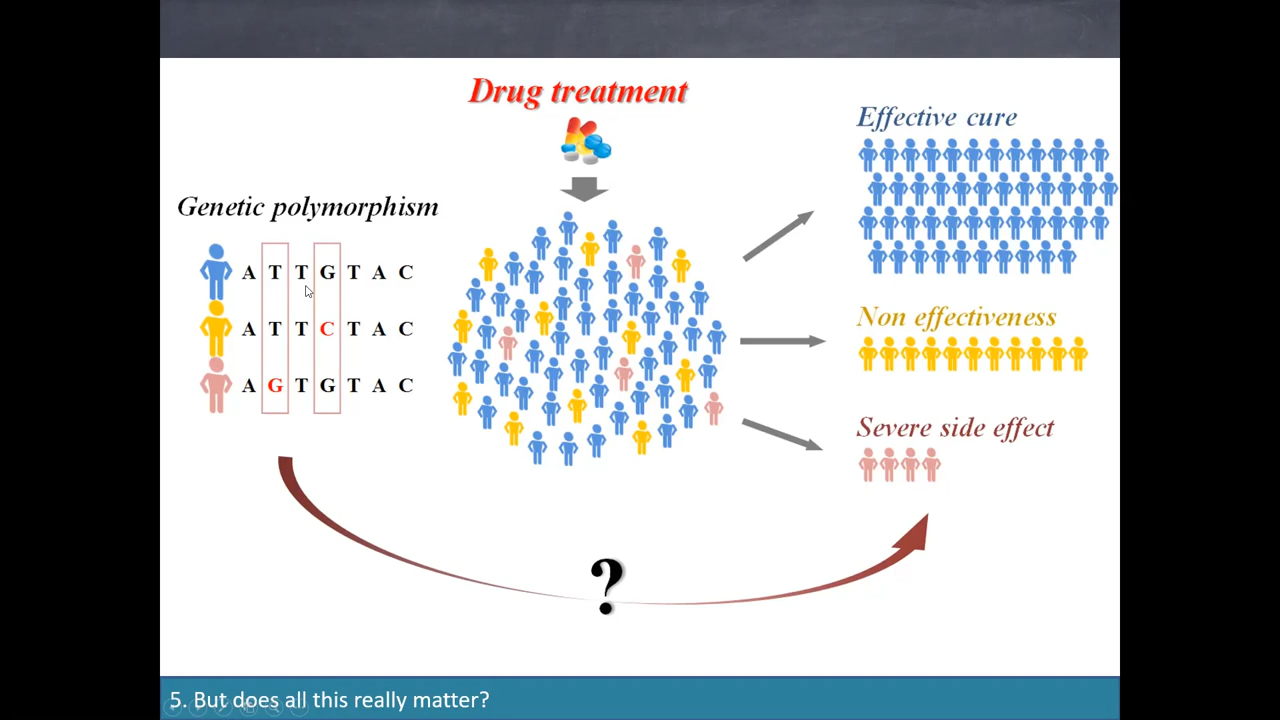 Drug treatment
Effective cure
Genetic polymorphism
A T T G T A C
Non effectiveness
A T T C T A C
A G T G T A C
Severe side effect
?
5. But does all this really matter?